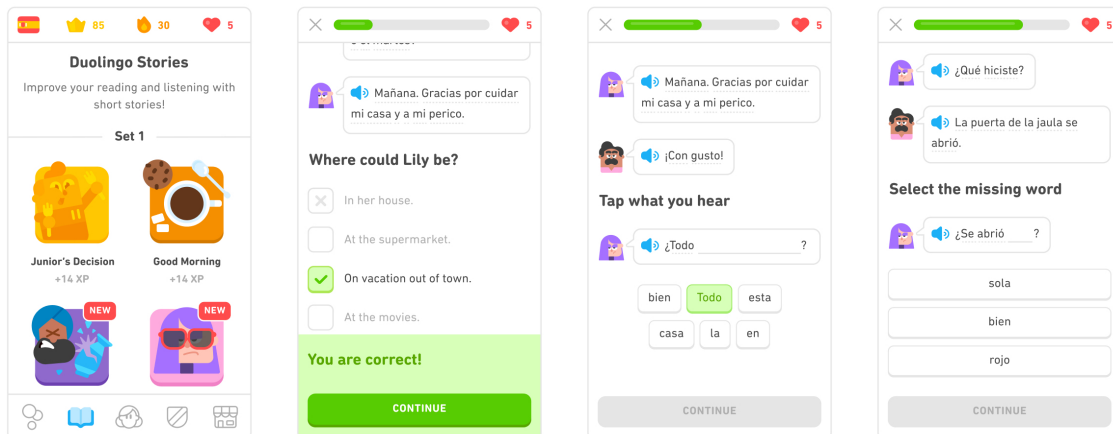 85 30 5
Duolingo Stories
Improve your reading and listening with
short stories!
Set 1
Junior's Decision Good Morning
+14 XP +14 XP
NEW NEW
5
Mañana. Gracias por cuidar
mi casa y a mi perico.
Where could Lily be?
In her house.
At the supermarket.
On vacation out of town.
At the movies.
You are correct!
CONTINUE
5
Mañana. Gracias por cuidar
mi casa y a mi perico.
¡Con gusto!
Tap what you hear
¿Todo ?
bien Todo esta
casa la en
CONTINUE
5
¿Qué hiciste?
La puerta de la jaula se
abrió.
Select the missing word
¿Se abrió ___?
sola
bien
rojo
CONTINUE